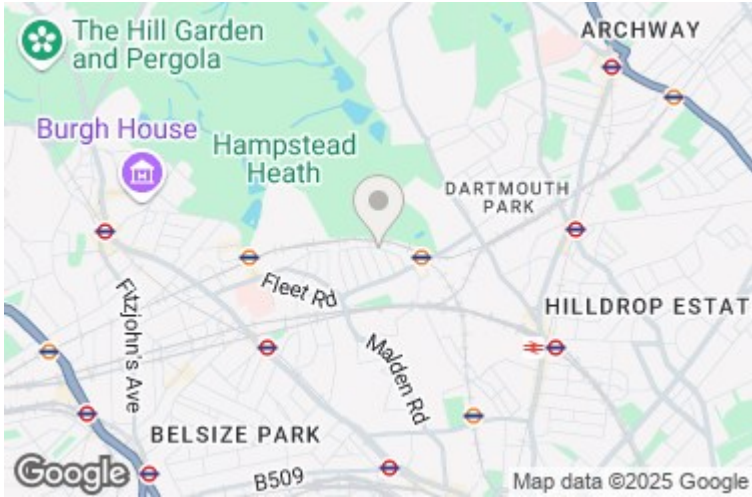 The Hill Garden
and Pergola
ARCHWAY
Burgh House
Hampstead
Heath
DARTMOUTH
PARK
Fitzjohn's Ave
Fleet Rd
HILLDROP ESTAT
Malden Rd
BELSIZE PARK
B509
Google
Map data ©2025 Google